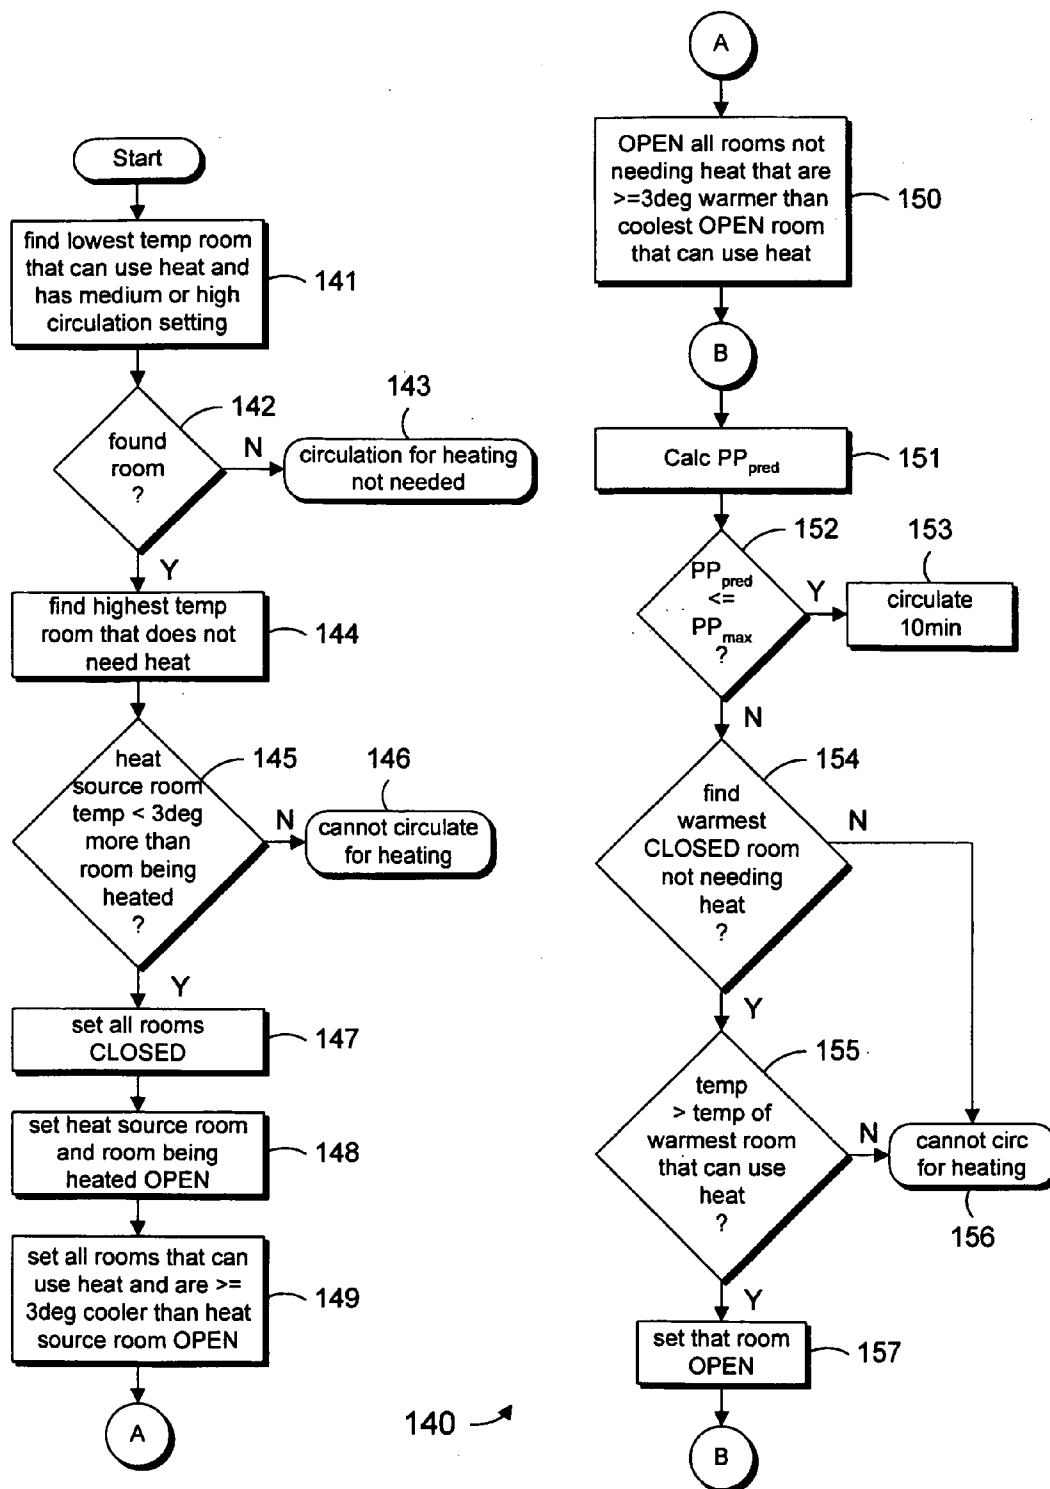 Start
find lowest temp room
that can use heat and
has medium or high
circulation setting
141
142
found
room
?
N
143
circulation for heating
not needed
Y
find highest temp
room that does not
need heat
144
heat
source room
temp < 3deg
more than
room being
heated
?
145
N
146
cannot circulate
for heating
Y
set all rooms
CLOSED
147
set heat source room
and room being
heated OPEN
148
set all rooms that can
use heat and are >=
3deg cooler than heat
source room OPEN
149
A
140
A
OPEN all rooms not
needing heat that are
>=3deg warmer than
coolest OPEN room
that can use heat
150
B
Calc PPpred
151
152
PPpred
<=
PPmax
?
Y
153
circulate
10min
N
154
find
warmest
CLOSED room
not needing
heat
?
N
Y
155
temp
> temp of
warmest room
that can use
heat
?
N
cannot circ
for heating
156
Y
set that room
OPEN
157
B